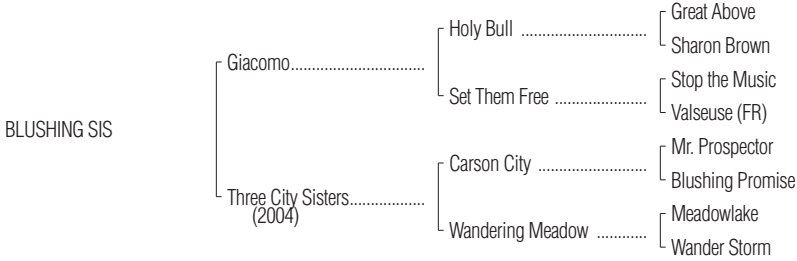 Great Above
Holy Bull ..............................
Sharon Brown
Giacomo................................
Stop the Music
Set Them Free ......................
Valseuse (FR)
BLUSHING SIS
Mr. Prospector
Carson City ..........................
Blushing Promise
Three City Sisters..................
(2004)
Meadowlake
Wandering Meadow ............
Wander Storm